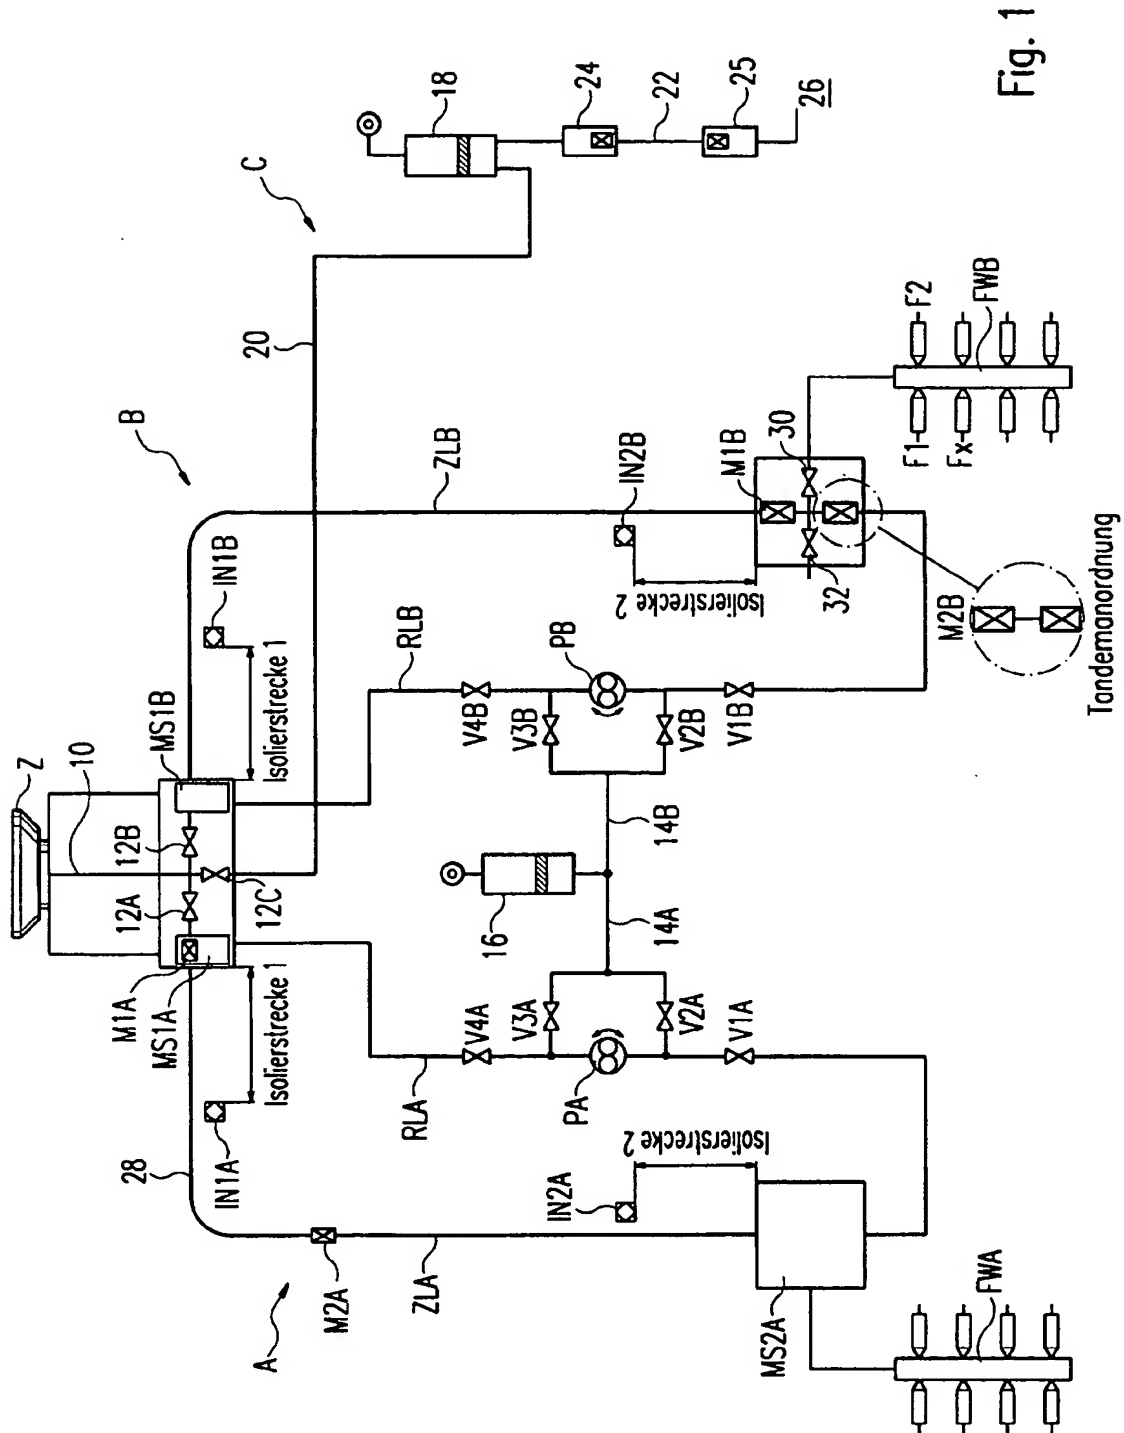 Fig. 1
Z
10
MS1B
12B
12A
12C
M1A
MS1A
Isolierstrecke 1
Isolierstrecke 1
IN1A
IN1B
28
A
B
C
M2A
ZLA
ZLB
20
18
24
22
25
26
RLA
RLB
V4A
V3A
V2A
V1A
PA
V4B
V3B
V2B
V1B
PB
16
14A
14B
IN2A
Isolierstrecke 2
IN2B
Isolierstrecke 2
MS2A
FWA
M1B
30
32
M2B
Tandemanordnung
F1
F2
Fx
FWB